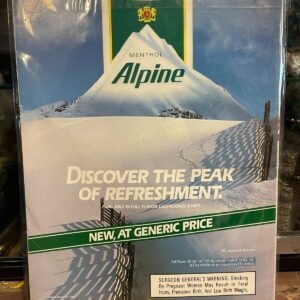 MENTHOL
Alpine
DISCOVER THE PEAK
OF REFRESHMENT.
NEW, AT GENERIC PRICE
SURGEON GENERAL'S WARNING: Smoking
By Pregnant Women May Result in Fetal
Injury, Premature Birth, And Low Birth Weight.